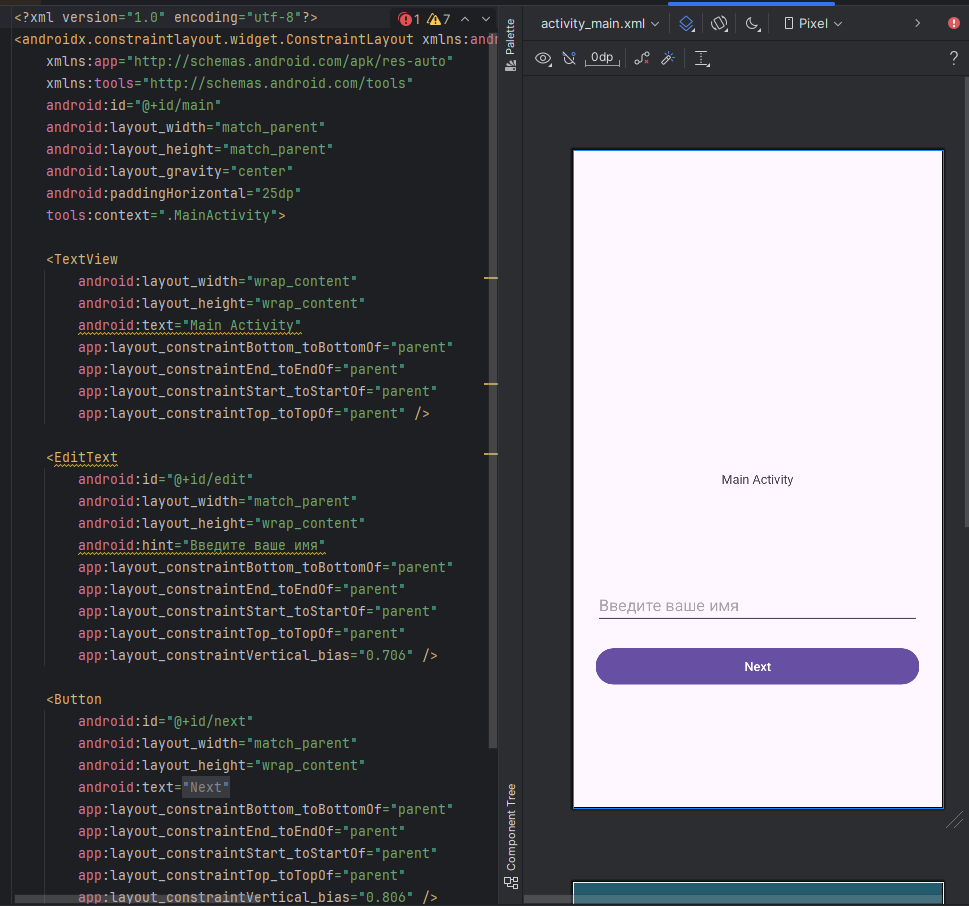 <?xml version="1.0" encoding="utf-8"?>
1 7
<androidx.constraintlayout.widget.ConstraintLayout xmlns:andr
xmlns:app="http://schemas.android.com/apk/res-auto"
xmlns:tools="http://schemas.android.com/tools"
android:id="@+id/main"
android:layout_width="match_parent"
android:layout_height="match_parent"
android:layout_gravity="center"
android:paddingHorizontal="25dp"
tools:context=".MainActivity">
<TextView
android:layout_width="wrap_content"
android:layout_height="wrap_content"
android:text="Main Activity"
app:layout_constraintBottom_toBottomOf="parent"
app:layout_constraintEnd_toEndOf="parent"
app:layout_constraintStart_toStartOf="parent"
app:layout_constraintTop_toTopOf="parent" />
<EditText
android:id="@+id/edit"
android:layout_width="match_parent"
android:layout_height="wrap_content"
android:hint="Введите ваше имя"
app:layout_constraintBottom_toBottomOf="parent"
app:layout_constraintEnd_toEndOf="parent"
app:layout_constraintStart_toStartOf="parent"
app:layout_constraintTop_toTopOf="parent"
app:layout_constraintVertical_bias="0.706" />
<Button
android:id="@+id/next"
android:layout_width="match_parent"
android:layout_height="wrap_content"
android:text="Next"
app:layout_constraintBottom_toBottomOf="parent"
app:layout_constraintEnd_toEndOf="parent"
app:layout_constraintStart_toStartOf="parent"
app:layout_constraintTop_toTopOf="parent"
app:layout_constraintVertical_bias="0.806" />
Palette
Component Tree
activity_main.xml
Pixel
0dp
?
Main Activity
Введите ваше имя
Next